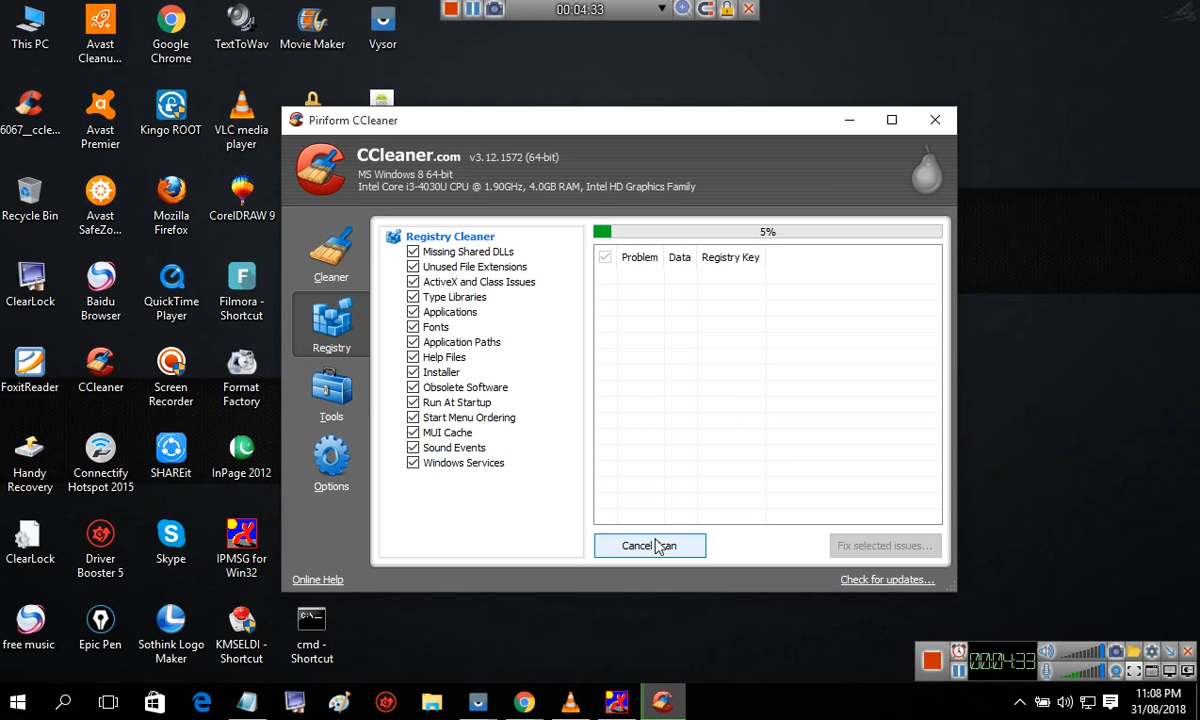 00:04:33
This PC
Avast Cleanu...
Google Chrome
TextToWav
Movie Maker
Vysor
6067__ccle...
Avast Premier
Kingo ROOT
VLC media player
Recycle Bin
Avast SafeZo...
Mozilla Firefox
CorelDRAW 9
ClearLock
Baidu Browser
QuickTime Player
Filmora - Shortcut
FoxitReader
CCleaner
Screen Recorder
Format Factory
Handy Recovery
Connectify Hotspot 2015
SHAREit
InPage 2012
ClearLock
Driver Booster 5
Skype
IPMSG for Win32
free music
Epic Pen
Sothink Logo Maker
KMSELDI - Shortcut
cmd - Shortcut
Piriform CCleaner
CCleaner.com v3.12.1572 (64-bit)
MS Windows 8 64-bit
Intel Core i3-4030U CPU @ 1.90GHz, 4.0GB RAM, Intel HD Graphics Family
Cleaner
Registry
Tools
Options
Registry Cleaner
Missing Shared DLLs
Unused File Extensions
ActiveX and Class Issues
Type Libraries
Applications
Fonts
Application Paths
Help Files
Installer
Obsolete Software
Run At Startup
Start Menu Ordering
MUI Cache
Sound Events
Windows Services
5%
Problem Data Registry Key
Cancel
Fix selected issues...
Online Help
Check for updates...
00:04:33
11:08 PM
31/08/2018